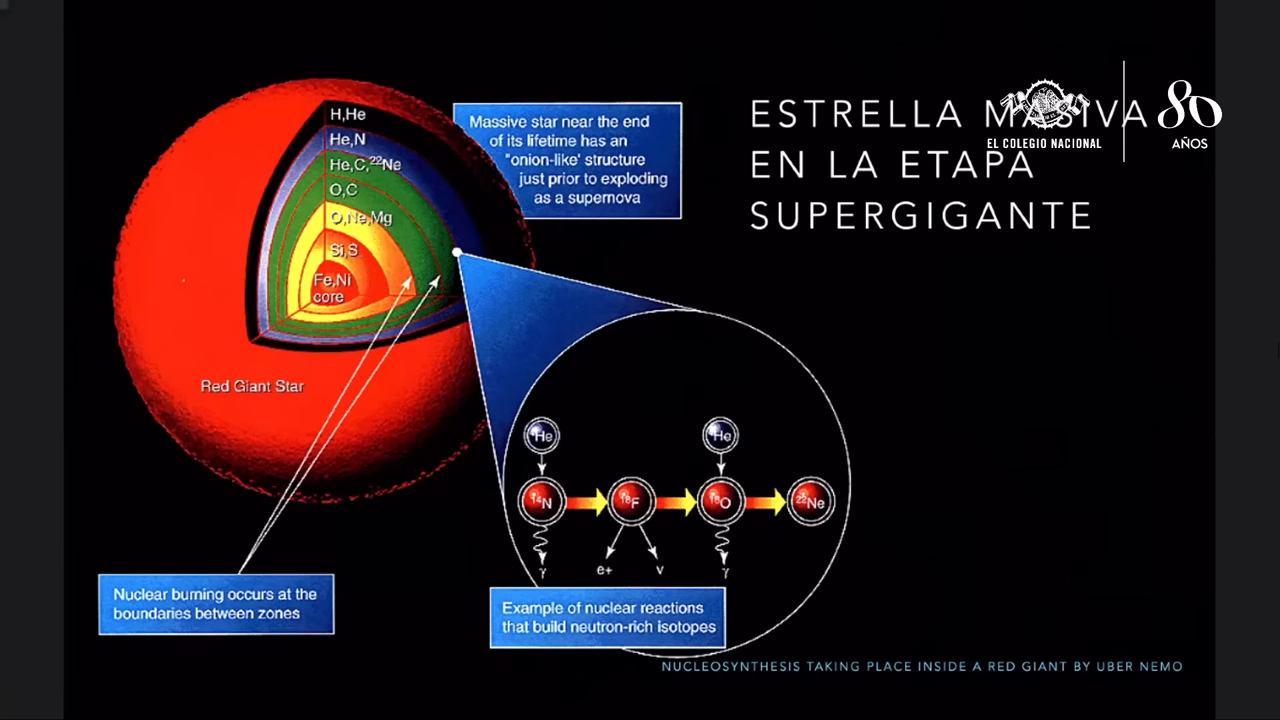 ESTRELLA MASIVA
EN LA ETAPA
SUPERGIGANTE
EL COLEGIO NACIONAL
80
AÑOS
H,He
He,N
He,C,²²Ne
O,C
O,Ne,Mg
Si,S
Fe,Ni
core
Red Giant Star
Massive star near the end
of its lifetime has an
"onion-like' structure
just prior to exploding
as a supernova
Nuclear burning occurs at the
boundaries between zones
He
He
¹⁴N
¹⁸F
¹⁸O
²²Ne
γ
e+
ν
γ
Example of nuclear reactions
that build neutron-rich isotopes
NUCLEOSYNTHESIS TAKING PLACE INSIDE A RED GIANT BY UBER NEMO